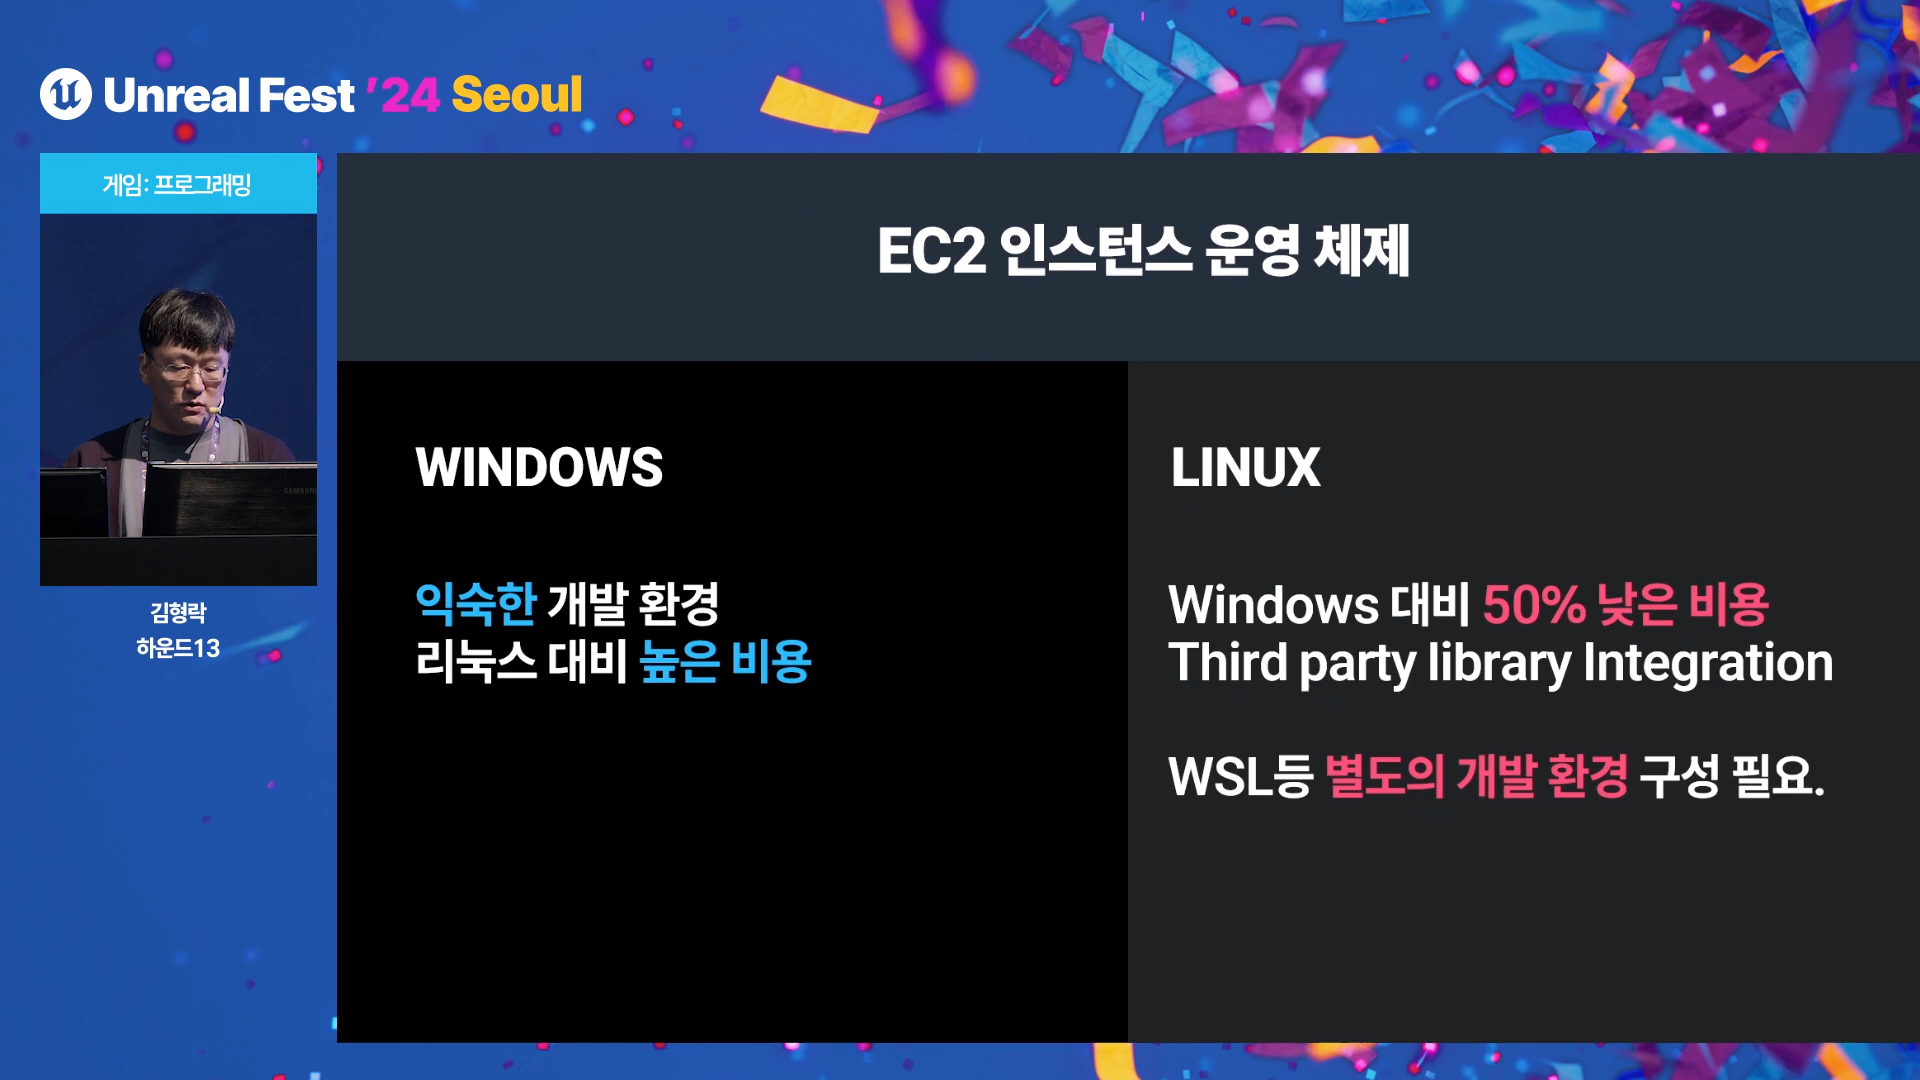 Unreal Fest '24 Seoul
게임: 프로그래밍
SAMSUNG
김형락
하운드13
EC2 인스턴스 운영 체제
WINDOWS
익숙한 개발 환경
리눅스 대비 높은 비용
LINUX
Windows 대비 50% 낮은 비용
Third party library Integration
WSL등 별도의 개발 환경 구성 필요.